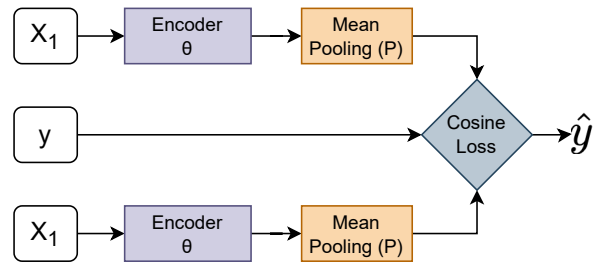 X₁
Encoder
θ
Mean
Pooling (P)
y
Cosine
Loss
ŷ
X₁
Encoder
θ
Mean
Pooling (P)